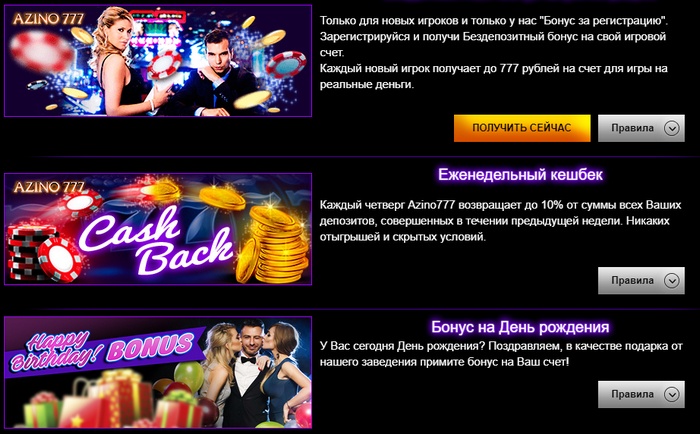 AZINO 777
Только для новых игроков и только у нас "Бонус за регистрацию".
Зарегистрируйся и получи Бездепозитный бонус на свой игровой
счет.
Каждый новый игрок получает до 777 рублей на счет для игры на
реальные деньги.
ПОЛУЧИТЬ СЕЙЧАС
Правила
Еженедельный кешбек
AZINO 777
Cash
Back
Каждый четверг Azino777 возвращает до 10% от суммы всех Ваших
депозитов, совершенных в течении предыдущей недели. Никаких
отыгрышей и скрытых условий.
Правила
Бонус на День рождения
Happy
Birthday! BONUS
У Вас сегодня День рождения? Поздравляем, в качестве подарка от
нашего заведения примите бонус на Ваш счет!
Правила